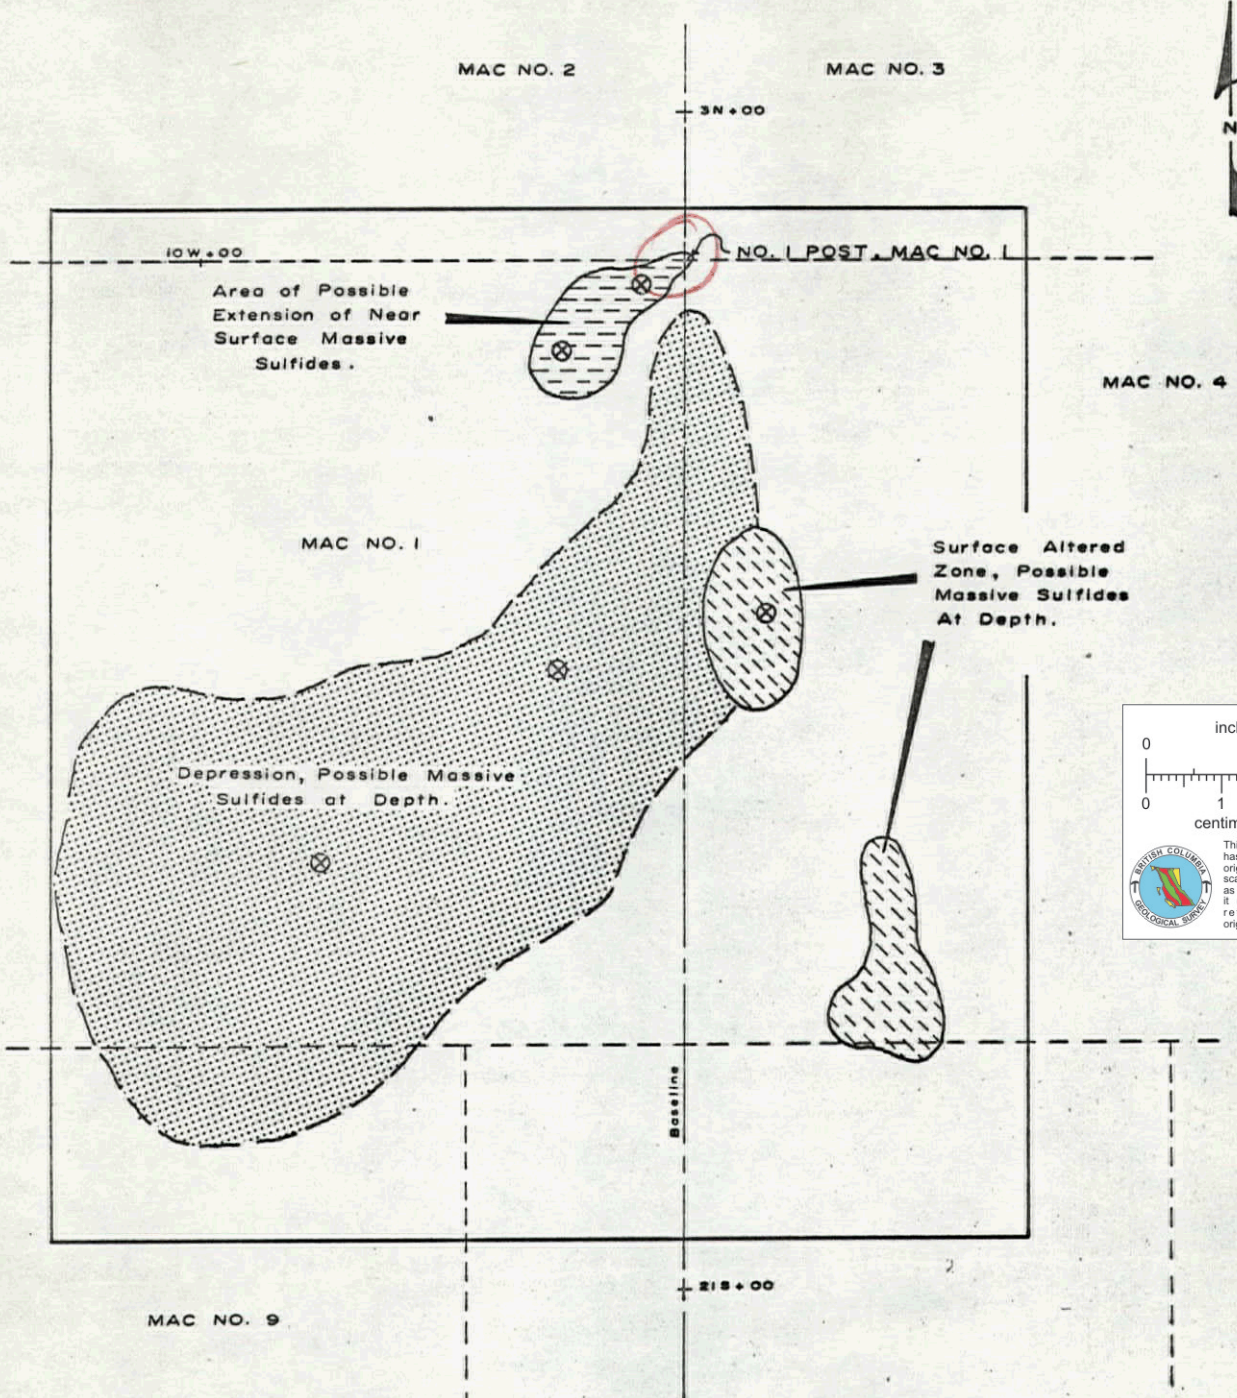 MAC NO. 2
MAC NO. 3
3N+00
N
10W+00
NO. 1 POST, MAC NO. 1
Area of Possible
Extension of Near
Surface Massive
Sulfides.
MAC NO. 4
MAC NO. 1
Surface Altered
Zone, Possible
Massive Sulfides
At Depth.
Depression, Possible Massive
Sulfides at Depth.
0
0 1
BRITISH COLUMBIA
GEOLOGICAL SURVEY
Baseline
21S+00
MAC NO. 9